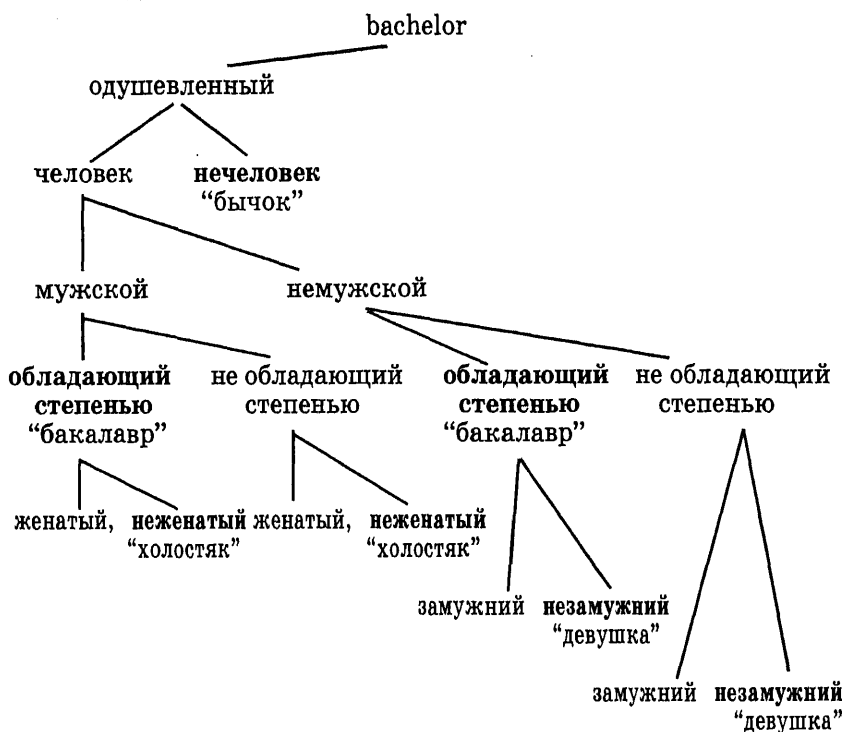 bachelor
одушевленный
человек нечеловек
“бычок”
мужской немужской
обладающий не обладающий обладающий не обладающий
степенью степенью степенью степенью
“бакалавр” “бакалавр”
женатый, неженатый женатый, неженатый
“холостяк” “холостяк”
замужний незамужний
“девушка”
замужний незамужний
“девушка”